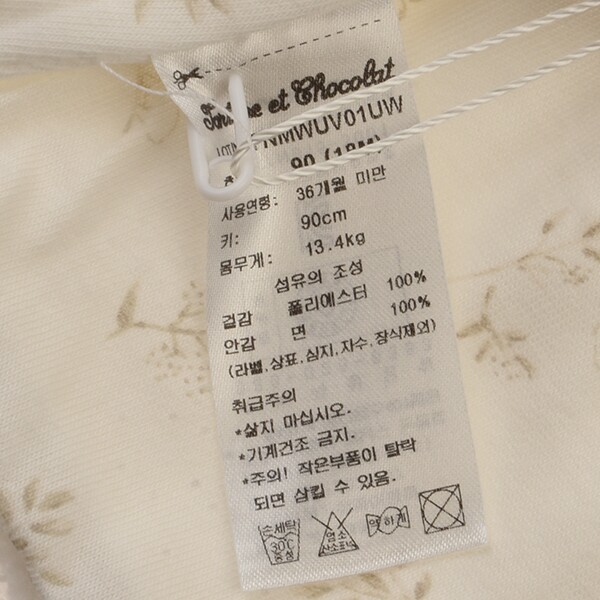 et Chocolat
NMWUV01UW
90 (18M)
사용연령: 36개월 미만
키: 90cm
몸무게: 13.4kg
섬유의 조성
겉감 폴리에스터 100%
안감 면 100%
(라벨,상표,심지,자수,장식제외)
취급주의
*삶지 마십시오.
*기계건조 금지.
*주의! 작은부품이 탈락
되면 삼킬 수 있음.
손세탁
30℃
중성
염소
산소표백
약하게